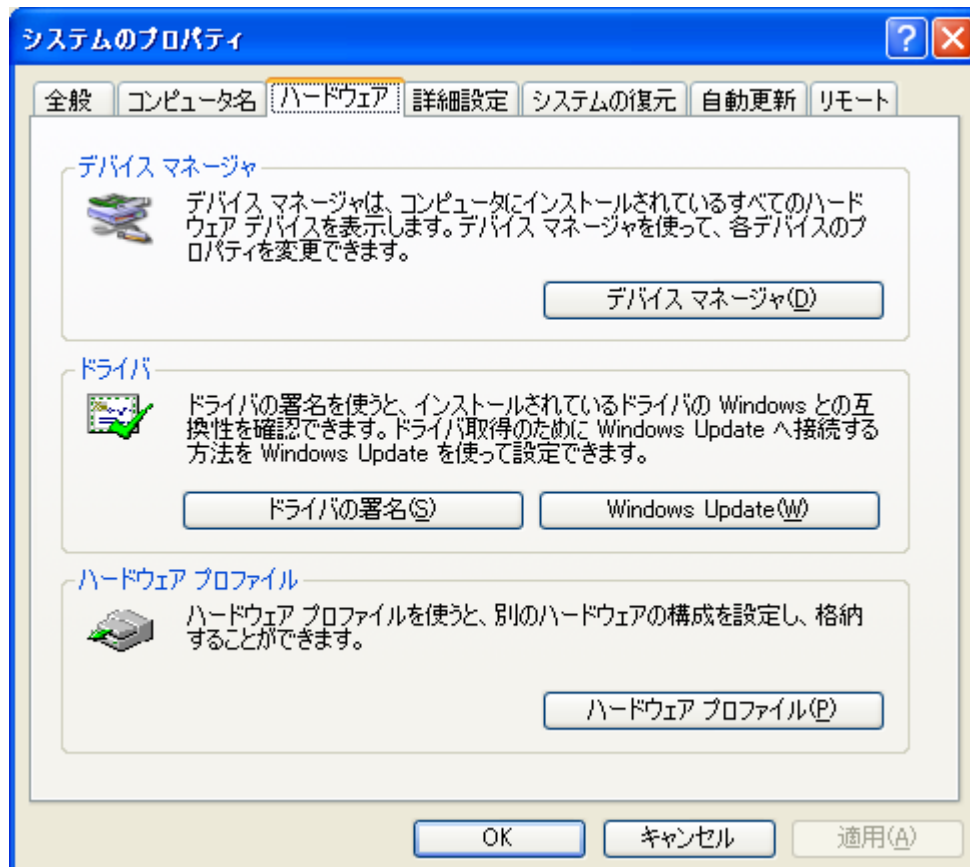 システムのプロパティ
全般 コンピュータ名 ハードウェア 詳細設定 システムの復元 自動更新 リモート
デバイス マネージャ
デバイス マネージャは、コンピュータにインストールされているすべてのハード
ウェア デバイスを表示します。デバイス マネージャを使って、各デバイスのプ
ロパティを変更できます。
デバイス マネージャ(D)
ドライバ
ドライバの署名を使うと、インストールされているドライバの Windows との互
換性を確認できます。ドライバ取得のために Windows Update へ接続する
方法を Windows Update を使って設定できます。
ドライバの署名(S) Windows Update(W)
ハードウェア プロファイル
ハードウェア プロファイルを使うと、別のハードウェアの構成を設定し、格納
することができます。
ハードウェア プロファイル(P)
OK キャンセル 適用(A)